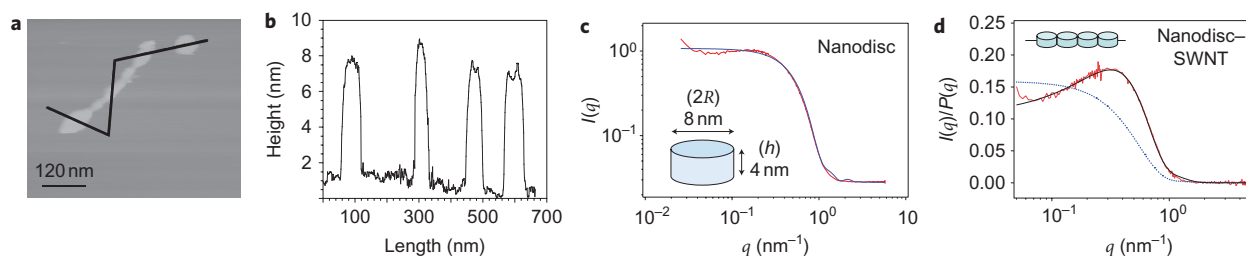 a
120 nm
b
10
8
6
4
2
Height (nm)
100 300 500 700
Length (nm)
c
Nanodisc
10⁰
10⁻¹
I(q)
(2R)
8 nm
(h)
4 nm
10⁻² 10⁻¹ 10⁰ 10
q (nm⁻¹)
d
Nanodisc–
SWNT
0.25
0.20
0.15
0.10
0.05
0.00
I(q)/P(q)
10⁻¹ 10⁰
q (nm⁻¹)